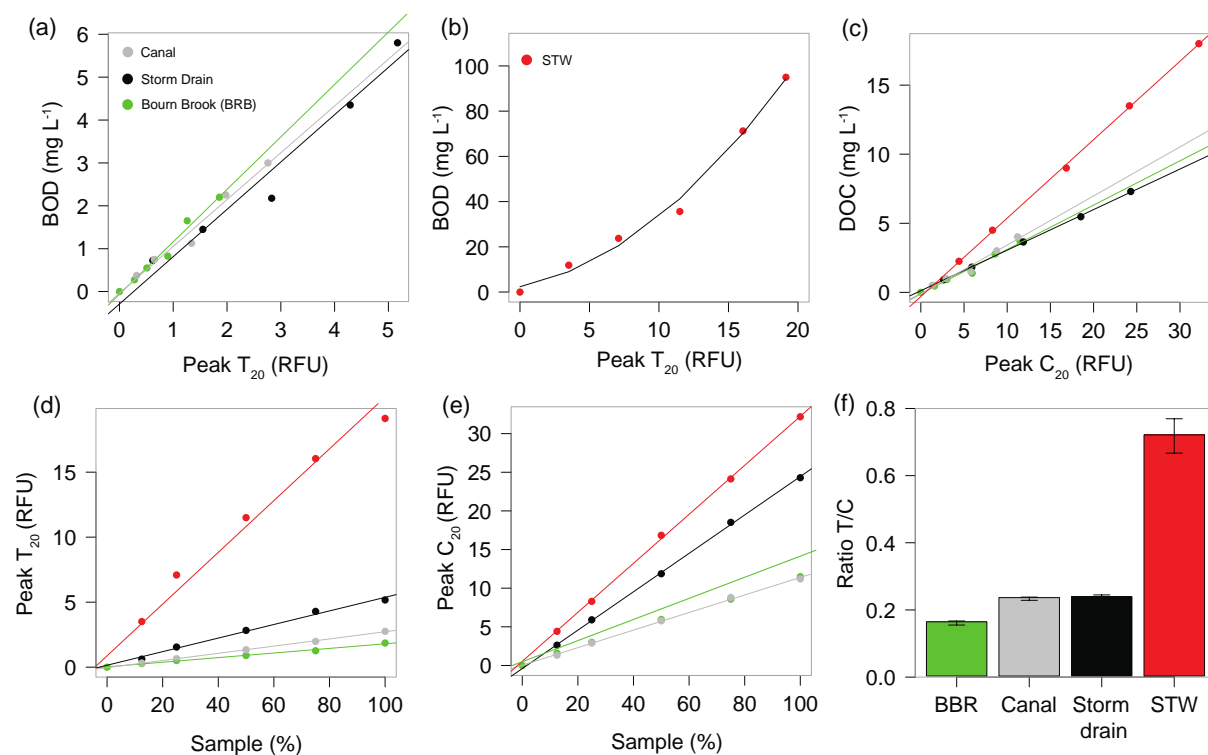 (a)
Canal
Storm Drain
Bourn Brook (BRB)
6
5
4
3
2
1
0
BOD (mg L⁻¹)
0 1 2 3 4 5
Peak T₂₀ (RFU)
(b)
STW
100
80
60
40
20
0
BOD (mg L⁻¹)
0 5 10 15 20
Peak T₂₀ (RFU)
(c)
15
10
5
0
DOC (mg L⁻¹)
0 5 10 15 20 25 30
Peak C₂₀ (RFU)
(d)
15
10
5
0
Peak T₂₀ (RFU)
0 20 40 60 80 100
Sample (%)
(e)
30
25
20
15
10
5
0
Peak C₂₀ (RFU)
0 20 40 60 80 100
Sample (%)
(f)
0.8
0.6
0.4
0.2
0.0
Ratio T/C
BBR Canal Storm STW
drain